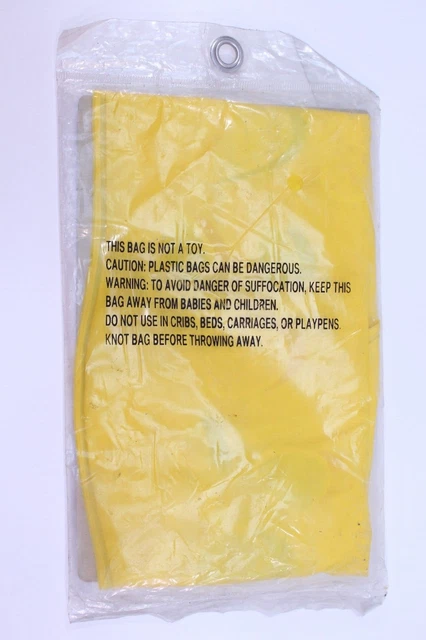 THIS BAG IS NOT A TOY.
CAUTION: PLASTIC BAGS CAN BE DANGEROUS.
WARNING: TO AVOID DANGER OF SUFFOCATION, KEEP THIS
BAG AWAY FROM BABIES AND CHILDREN.
DO NOT USE IN CRIBS, BEDS, CARRIAGES, OR PLAYPENS.
KNOT BAG BEFORE THROWING AWAY.